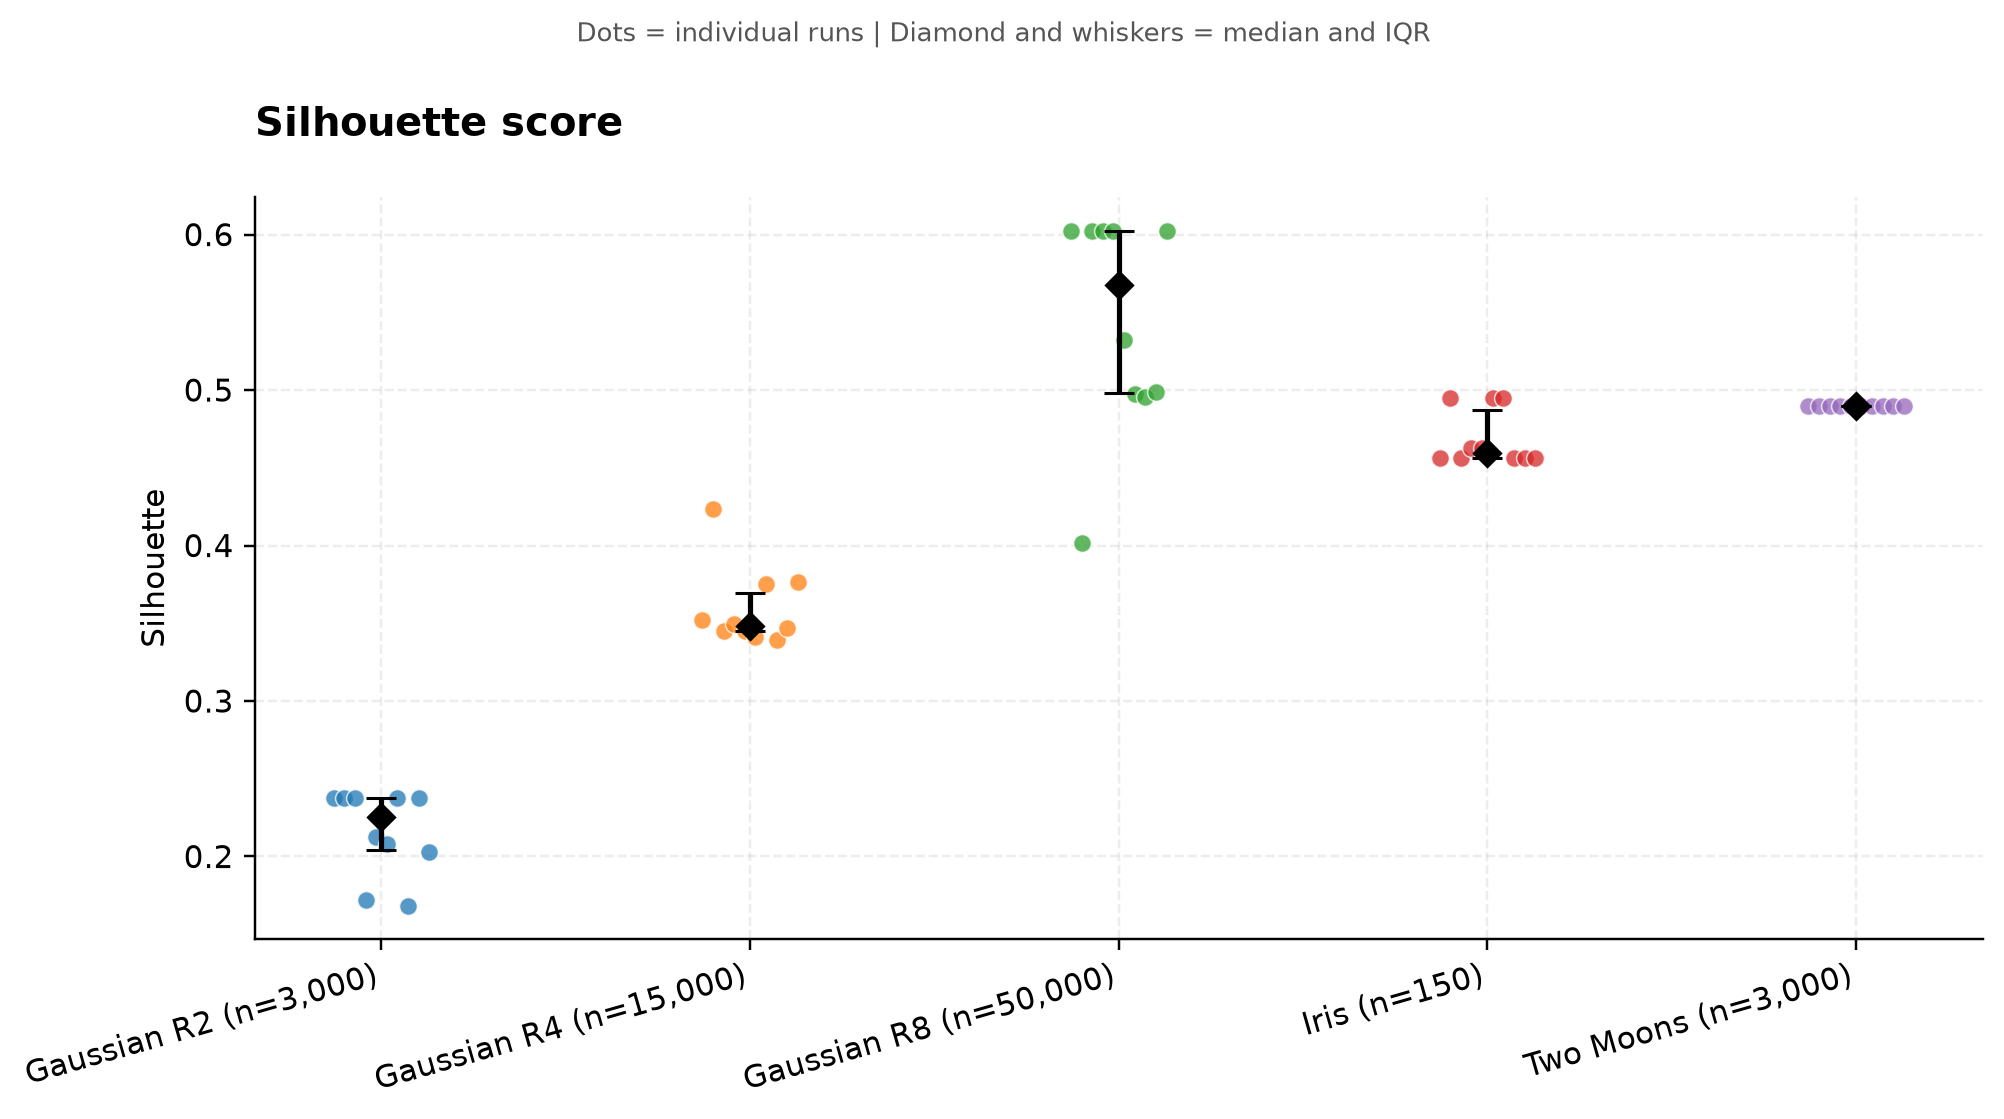 Dots = individual runs | Diamond and whiskers = median and IQR
Silhouette score
Silhouette
0.6
0.5
0.4
0.3
0.2
Gaussian R2 (n=3,000)
Gaussian R4 (n=15,000)
Gaussian R8 (n=50,000)
Iris (n=150)
Two Moons (n=3,000)